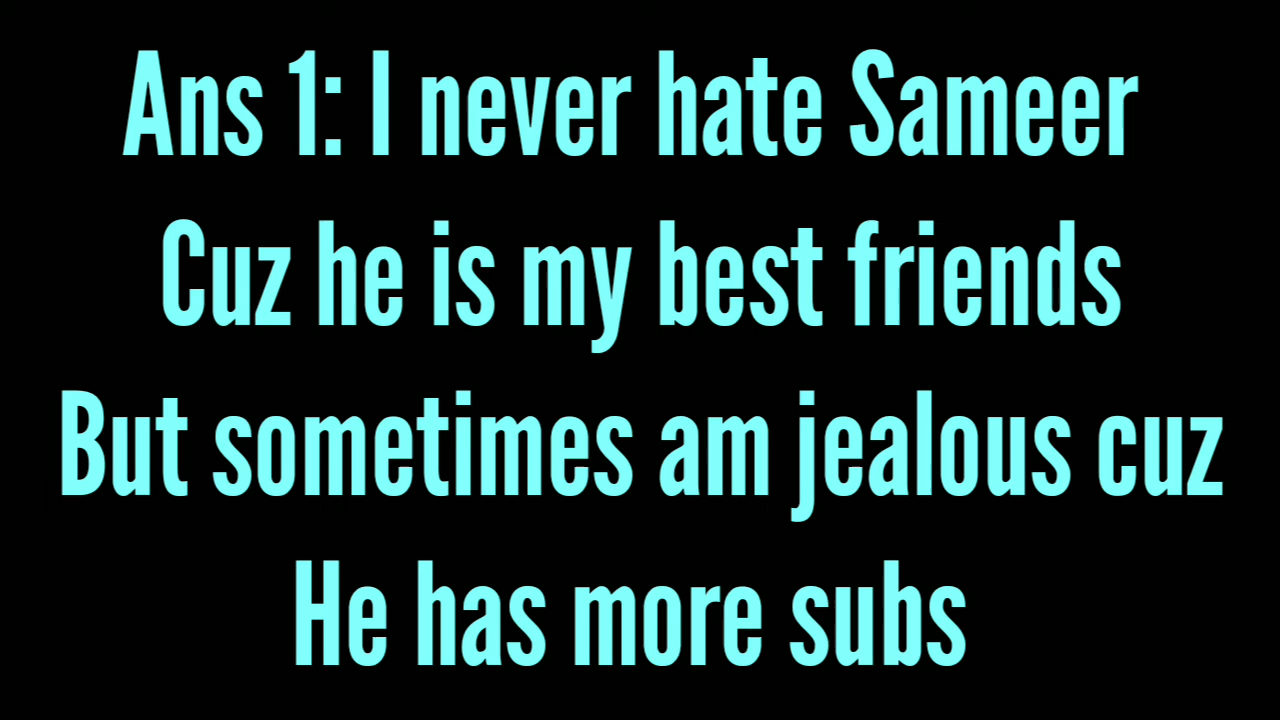 Ans 1: I never hate Sameer
Cuz he is my best friends
But sometimes am jealous cuz
He has more subs